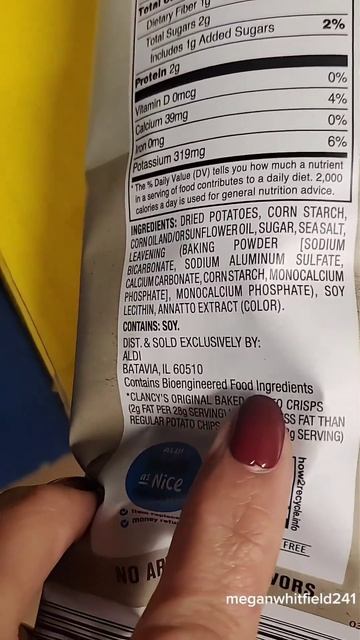 Dietary Fiber 1g
Total Sugars 2g
Includes 1g Added Sugars 2%
Protein 2g
Vitamin D 0mcg 0%
Calcium 39mg 4%
Iron 0mg 0%
Potassium 319mg 6%
* The % Daily Value (DV) tells you how much a nutrient
in a serving of food contributes to a daily diet. 2,000
calories a day is used for general nutrition advice.
INGREDIENTS: DRIED POTATOES, CORN STARCH,
CORN OIL AND/OR SUNFLOWER OIL, SUGAR, SEA SALT,
LEAVENING (BAKING POWDER [SODIUM
BICARBONATE, SODIUM ALUMINUM SULFATE,
CALCIUM CARBONATE, CORN STARCH, MONOCALCIUM
PHOSPHATE], MONOCALCIUM PHOSPHATE), SOY
LECITHIN, ANNATTO EXTRACT (COLOR).
CONTAINS: SOY.
DIST. & SOLD EXCLUSIVELY BY:
ALDI
BATAVIA, IL 60510
Contains Bioengineered Food Ingredients
*CLANCY'S ORIGINAL BAKED CRISPS
(2g FAT PER 28g SERVING) FAT THAN
REGULAR POTATO CHIPS SERVING)
ALDI
as Nice
how2recycle.info
FREE
NO
meganwhitfield241